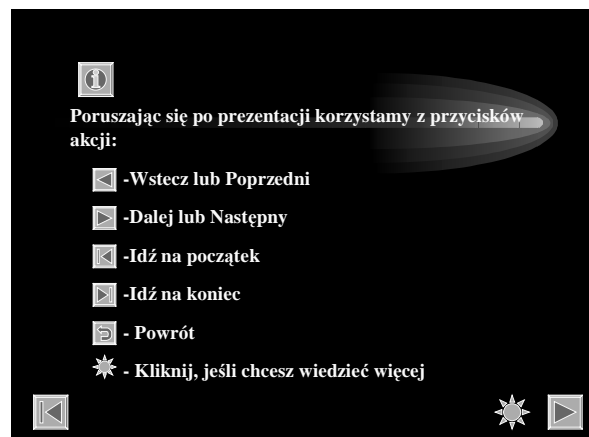 Poruszając się po prezentacji korzystamy z przycisków
akcji:
-Wstecz lub Poprzedni
-Dalej lub Następny
-Idź na początek
-Idź na koniec
- Powrót
- Kliknij, jeśli chcesz wiedzieć więcej